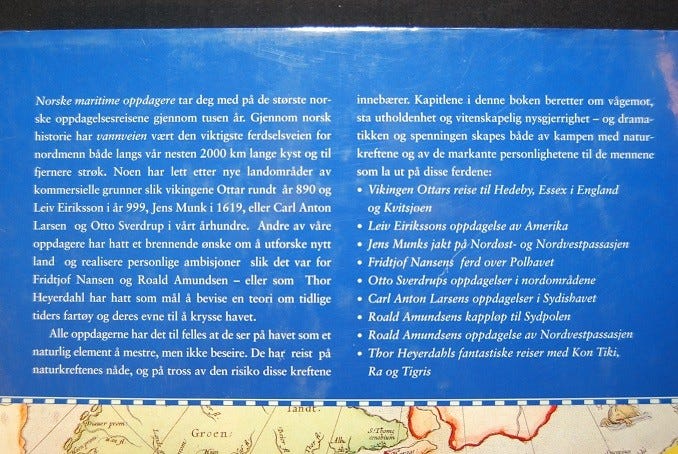 Norske maritime oppdagere tar deg med på de største nor-
ske oppdagelsesreisene gjennom tusen år. Gjennom norsk
historie har vannveien vært den viktigste ferdselsveien for
nordmenn både langs vår nesten 2000 km lange kyst og til
fjernere strøk. Noen har lett etter nye landområder av
kommersielle grunner slik vikingene Ottar rundt år 890 og
Leiv Eiriksson i år 999, Jens Munk i 1619, eller Carl Anton
Larsen og Otto Sverdrup i vårt århundre. Andre av våre
oppdagere har hatt et brennende ønske om å utforske nytt
land og realisere personlige ambisjoner slik det var for
Fridtjof Nansen og Roald Amundsen – eller som Thor
Heyerdahl har hatt som mål å bevise en teori om tidlige
tiders fartøy og deres evne til å krysse havet.
Alle oppdagerne har det til felles at de ser på havet som et
naturlig element å mestre, men ikke beseire. De har reist på
naturkreftenes nåde, og på tross av den risiko disse kreftene
innebærer. Kapitlene i denne boken beretter om vågemot,
sta utholdenhet og vitenskapelig nysgjerrighet – og drama-
tikken og spenningen skapes både av kampen med natur-
kreftene og av de markante personlighetene til de mennene
som la ut på disse ferdene:
• Vikingen Ottars reise til Hedeby, Essex i England
og Kvitsjøen
• Leiv Eirikssons oppdagelse av Amerika
• Jens Munks jakt på Nordøst- og Nordvestpassasjen
• Fridtjof Nansens ferd over Polhavet
• Otto Sverdrups oppdagelser i nordområdene
• Carl Anton Larsens oppdagelser i Sydishavet
• Roald Amundsens kappløp til Sydpolen
• Roald Amundsens oppdagelse av Nordvestpassasjen
• Thor Heyerdahls fantastiske reiser med Kon Tiki,
Ra og Tigris
landt.
Groen: